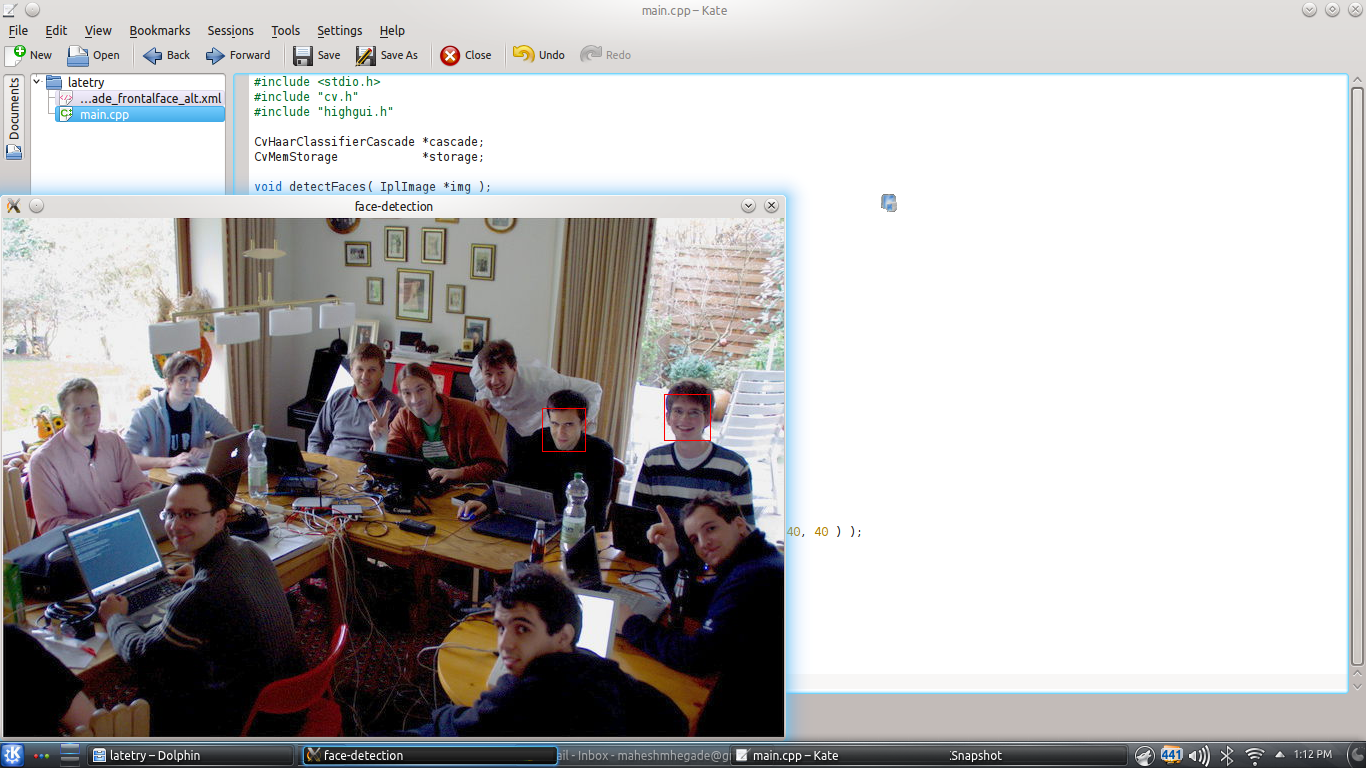 main.cpp – Kate
File Edit View Bookmarks Sessions Tools Settings Help
New Open Back Forward Save Save As Close Undo Redo
Documents
latetry
...ade_frontalface_alt.xml
main.cpp
#include <stdio.h>
#include "cv.h"
#include "highgui.h"
CvHaarClassifierCascade *cascade;
CvMemStorage *storage;
void detectFaces( IplImage *img );
face-detection
40, 40 ) );
latetry – Dolphin
face-detection
ail - Inbox - maheshmhegade@g
main.cpp – Kate
.Snapshot
441
1:12 PM